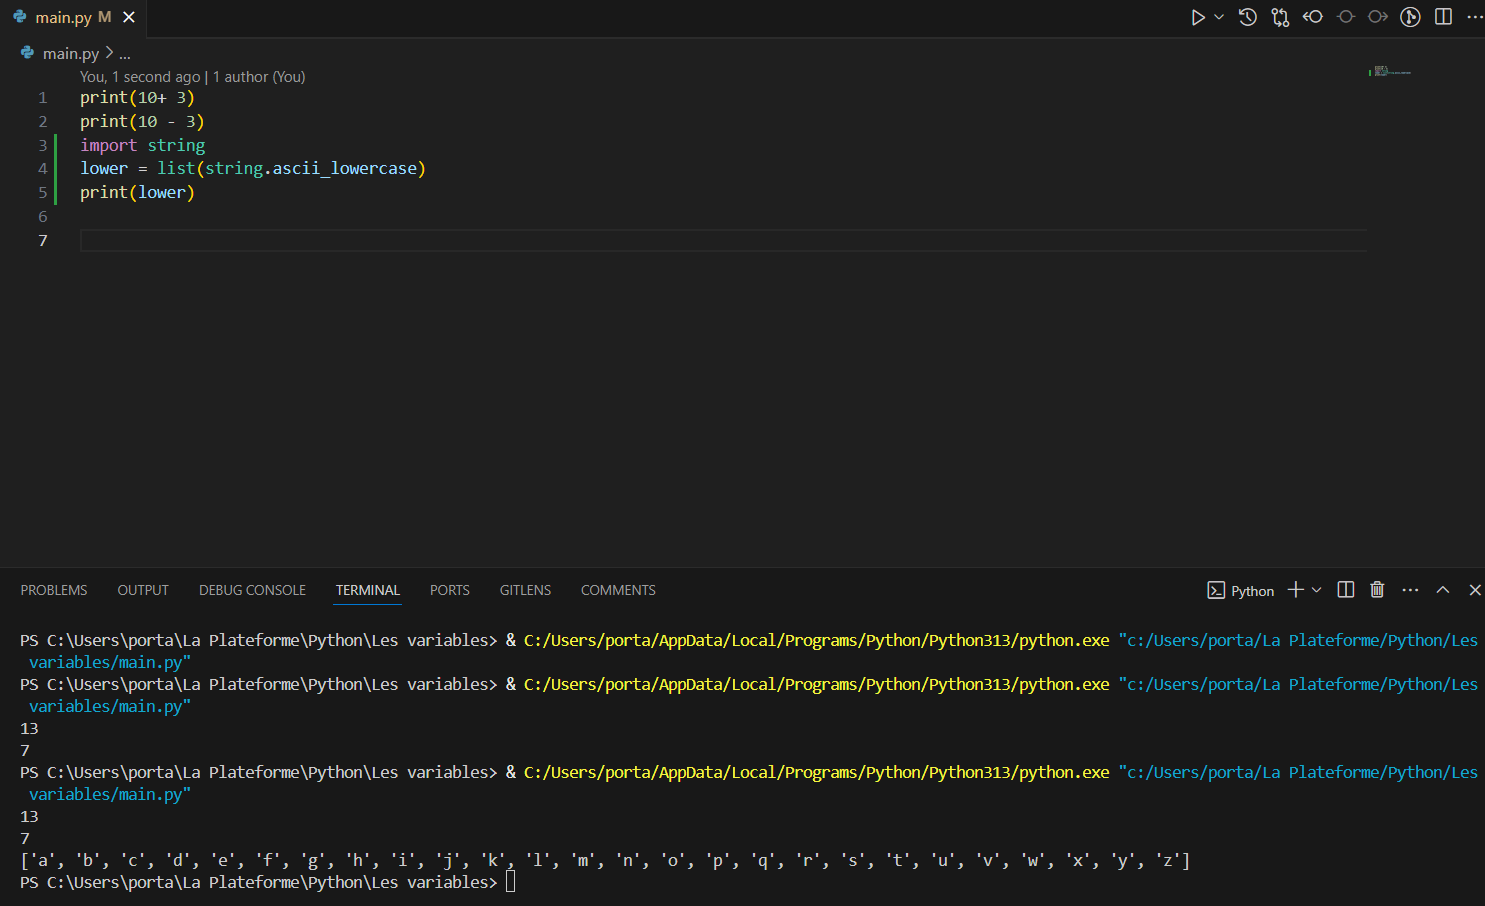 main.py M
main.py > ...
You, 1 second ago | 1 author (You)
1 print(10+ 3)
2 print(10 - 3)
3 import string
4 lower = list(string.ascii_lowercase)
5 print(lower)
6
7
PROBLEMS OUTPUT DEBUG CONSOLE TERMINAL PORTS GITLENS COMMENTS Python
PS C:\Users\porta\La Plateforme\Python\Les variables> & C:/Users/porta/AppData/Local/Programs/Python/Python313/python.exe "c:/Users/porta/La Plateforme/Python/Les
variables/main.py"
PS C:\Users\porta\La Plateforme\Python\Les variables> & C:/Users/porta/AppData/Local/Programs/Python/Python313/python.exe "c:/Users/porta/La Plateforme/Python/Les
variables/main.py"
13
7
PS C:\Users\porta\La Plateforme\Python\Les variables> & C:/Users/porta/AppData/Local/Programs/Python/Python313/python.exe "c:/Users/porta/La Plateforme/Python/Les
variables/main.py"
13
7
['a', 'b', 'c', 'd', 'e', 'f', 'g', 'h', 'i', 'j', 'k', 'l', 'm', 'n', 'o', 'p', 'q', 'r', 's', 't', 'u', 'v', 'w', 'x', 'y', 'z']
PS C:\Users\porta\La Plateforme\Python\Les variables>